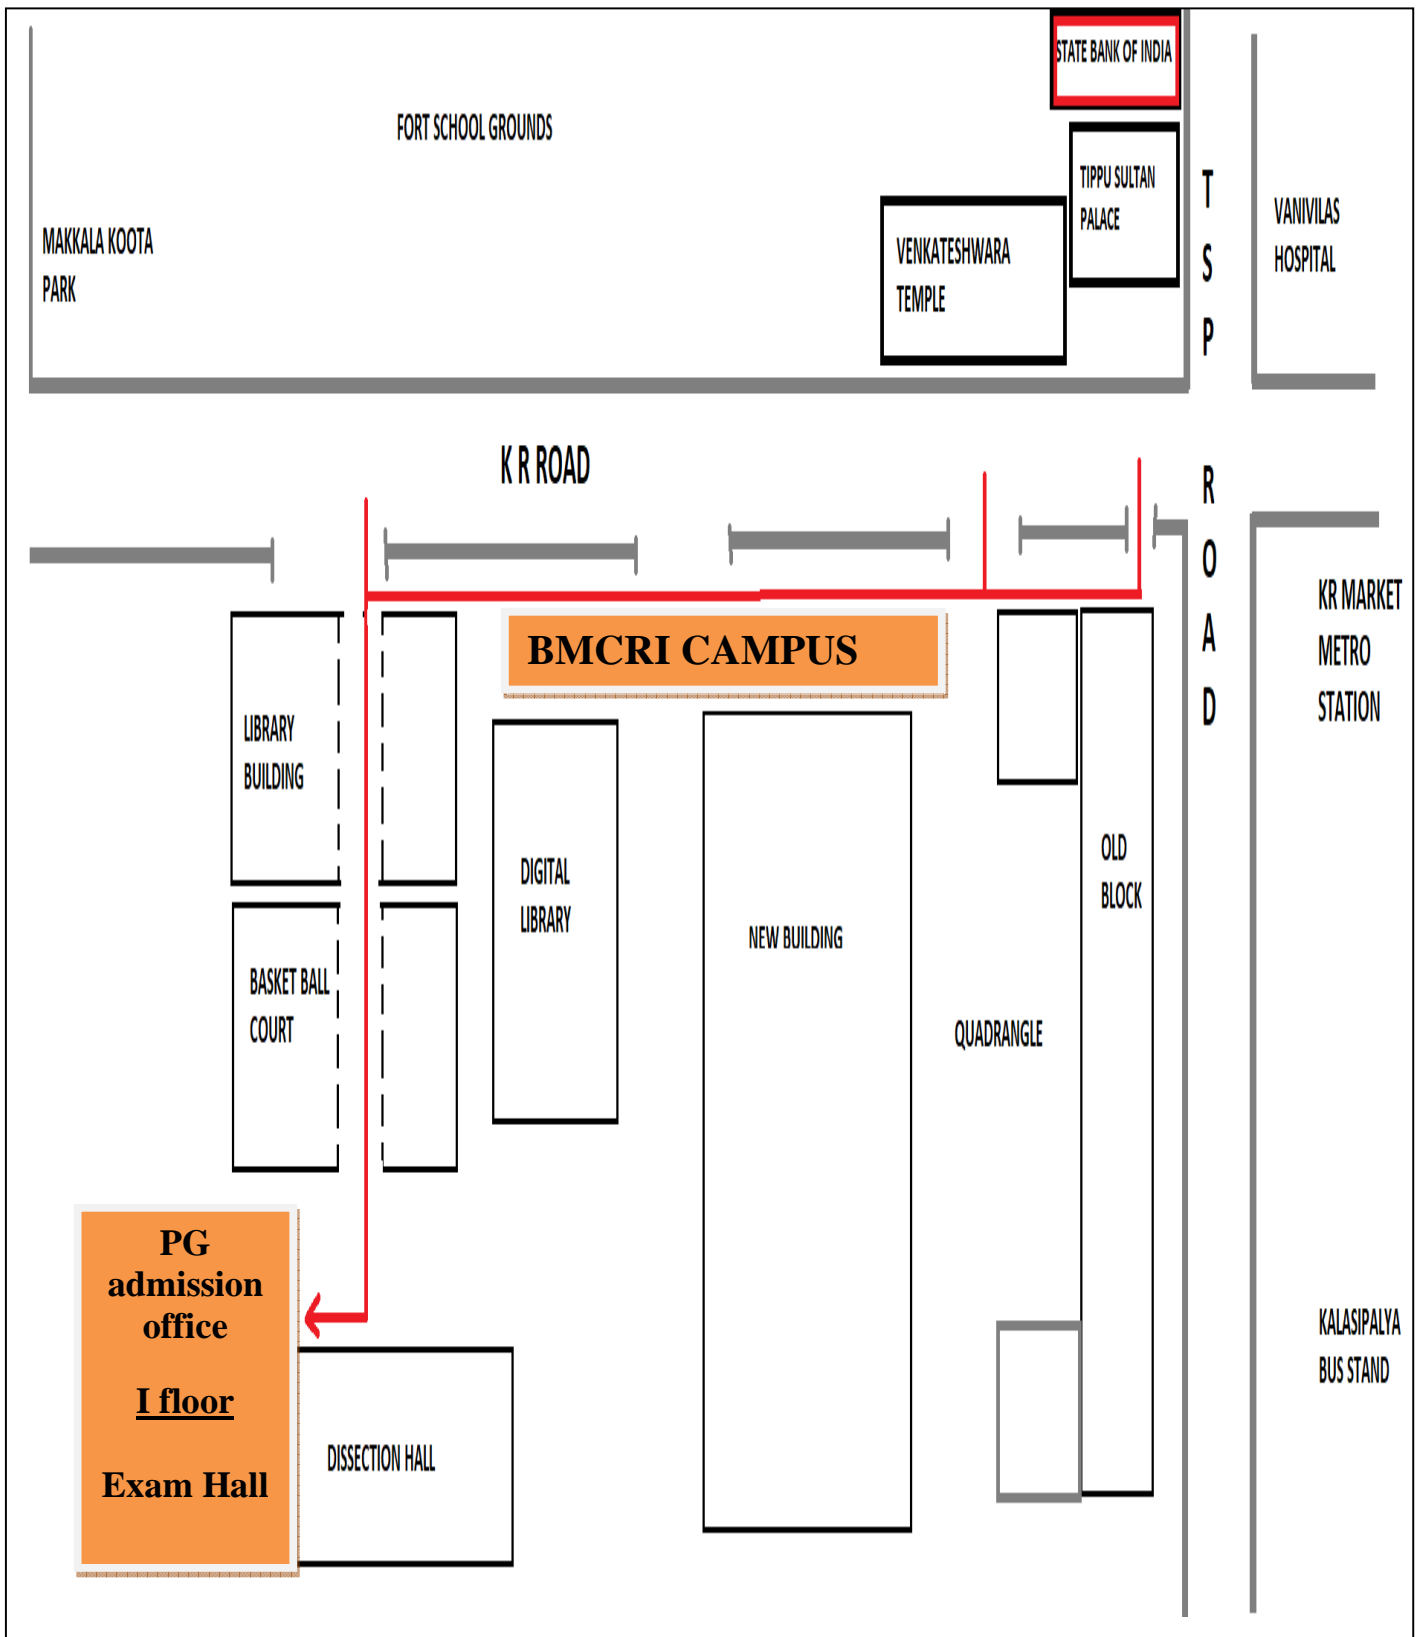 STATE BANK OF INDIA
FORT SCHOOL GROUNDS
TIPPU SULTAN
PALACE
MAKKALA KOOTA
PARK
VENKATESHWARA
TEMPLE
VANIVILAS
HOSPITAL
T
S
P
R
O
A
D
K R ROAD
KR MARKET
METRO
STATION
BMCRI CAMPUS
LIBRARY
BUILDING
DIGITAL
LIBRARY
NEW BUILDING
OLD
BLOCK
BASKET BALL
COURT
QUADRANGLE
PG
admission
office
I floor
Exam Hall
DISSECTION HALL
KALASIPALYA
BUS STAND